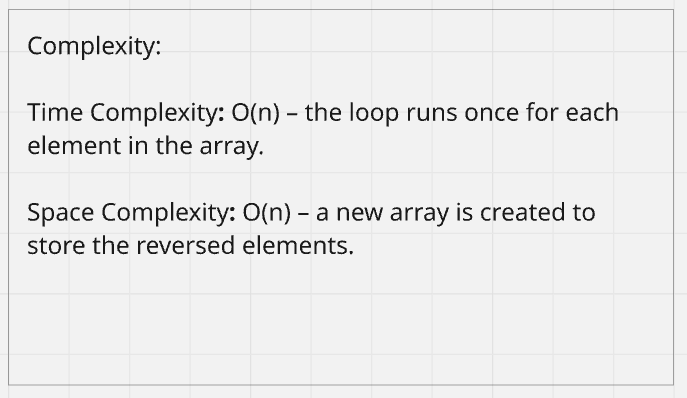 Complexity:
Time Complexity: O(n) – the loop runs once for each
element in the array.
Space Complexity: O(n) – a new array is created to
store the reversed elements.